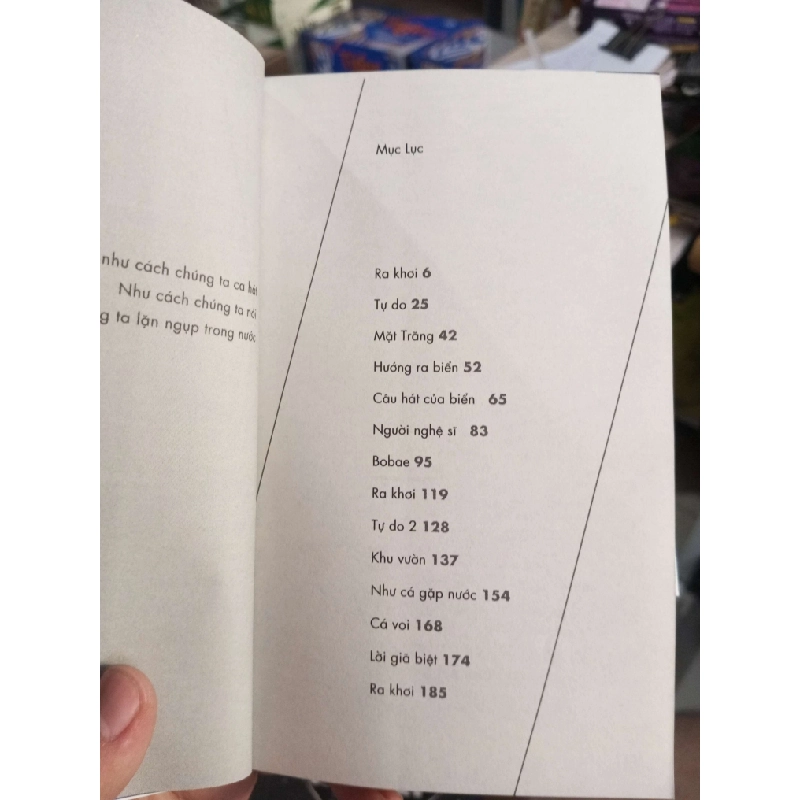 như cách chúng ta ca hát
Như cách chúng ta nói
g ta lặn ngụp trong nước
Mục Lục
Ra khơi 6
Tự do 25
Mặt Trăng 42
Hướng ra biển 52
Câu hát của biển 65
Người nghệ sĩ 83
Bobae 95
Ra khơi 119
Tự do 2 128
Khu vườn 137
Như cá gặp nước 154
Cá voi 168
Lời giã biệt 174
Ra khơi 185